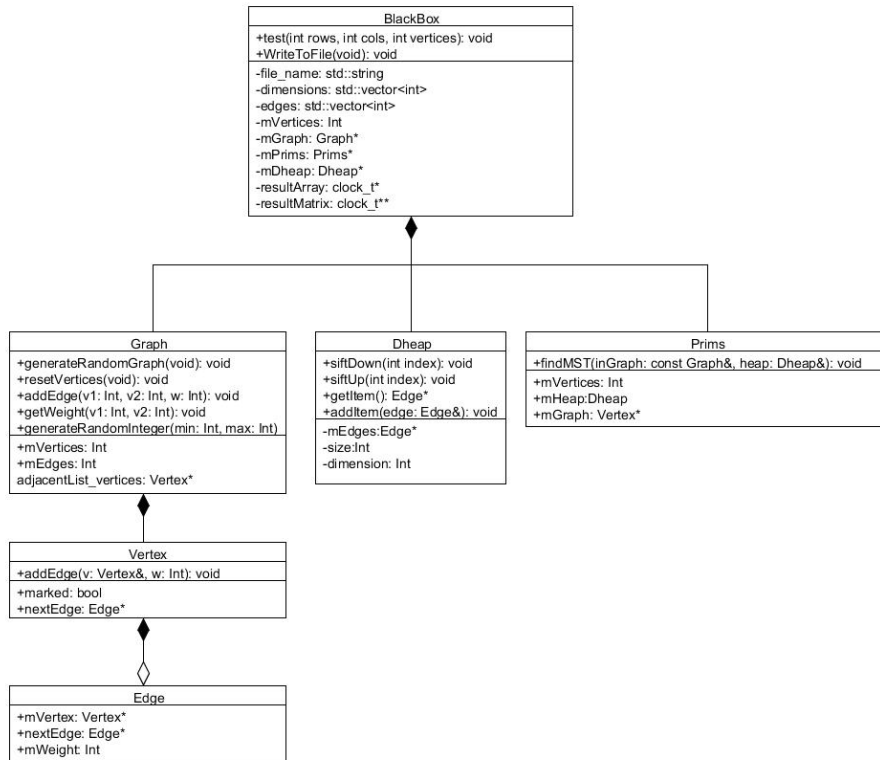 BlackBox
+test(int rows, int cols, int vertices): void
+WriteToFile(void): void
-file_name: std::string
-dimensions: std::vector<int>
-edges: std::vector<int>
-mVertices: Int
-mGraph: Graph*
-mPrims: Prims*
-mDheap: Dheap*
-resultArray: clock_t*
-resultMatrix: clock_t**
Graph
+generateRandomGraph(void): void
+resetVertices(void): void
+addEdge(v1: Int, v2: Int, w: Int): void
+getWeight(v1: Int, v2: Int): void
+generateRandomInteger(min: Int, max: Int)
+mVertices: Int
+mEdges: Int
adjacentList_vertices: Vertex*
Dheap
+siftDown(int index): void
+siftUp(int index): void
+getItem(): Edge*
+addItem(edge: Edge&): void
-mEdges:Edge*
-size:Int
-dimension: Int
Prims
+findMST(inGraph: const Graph&, heap: Dheap&): void
+mVertices: Int
+mHeap:Dheap
+mGraph: Vertex*
Vertex
+addEdge(v: Vertex&, w: Int): void
+marked: bool
+nextEdge: Edge*
Edge
+mVertex: Vertex*
+nextEdge: Edge*
+mWeight: Int